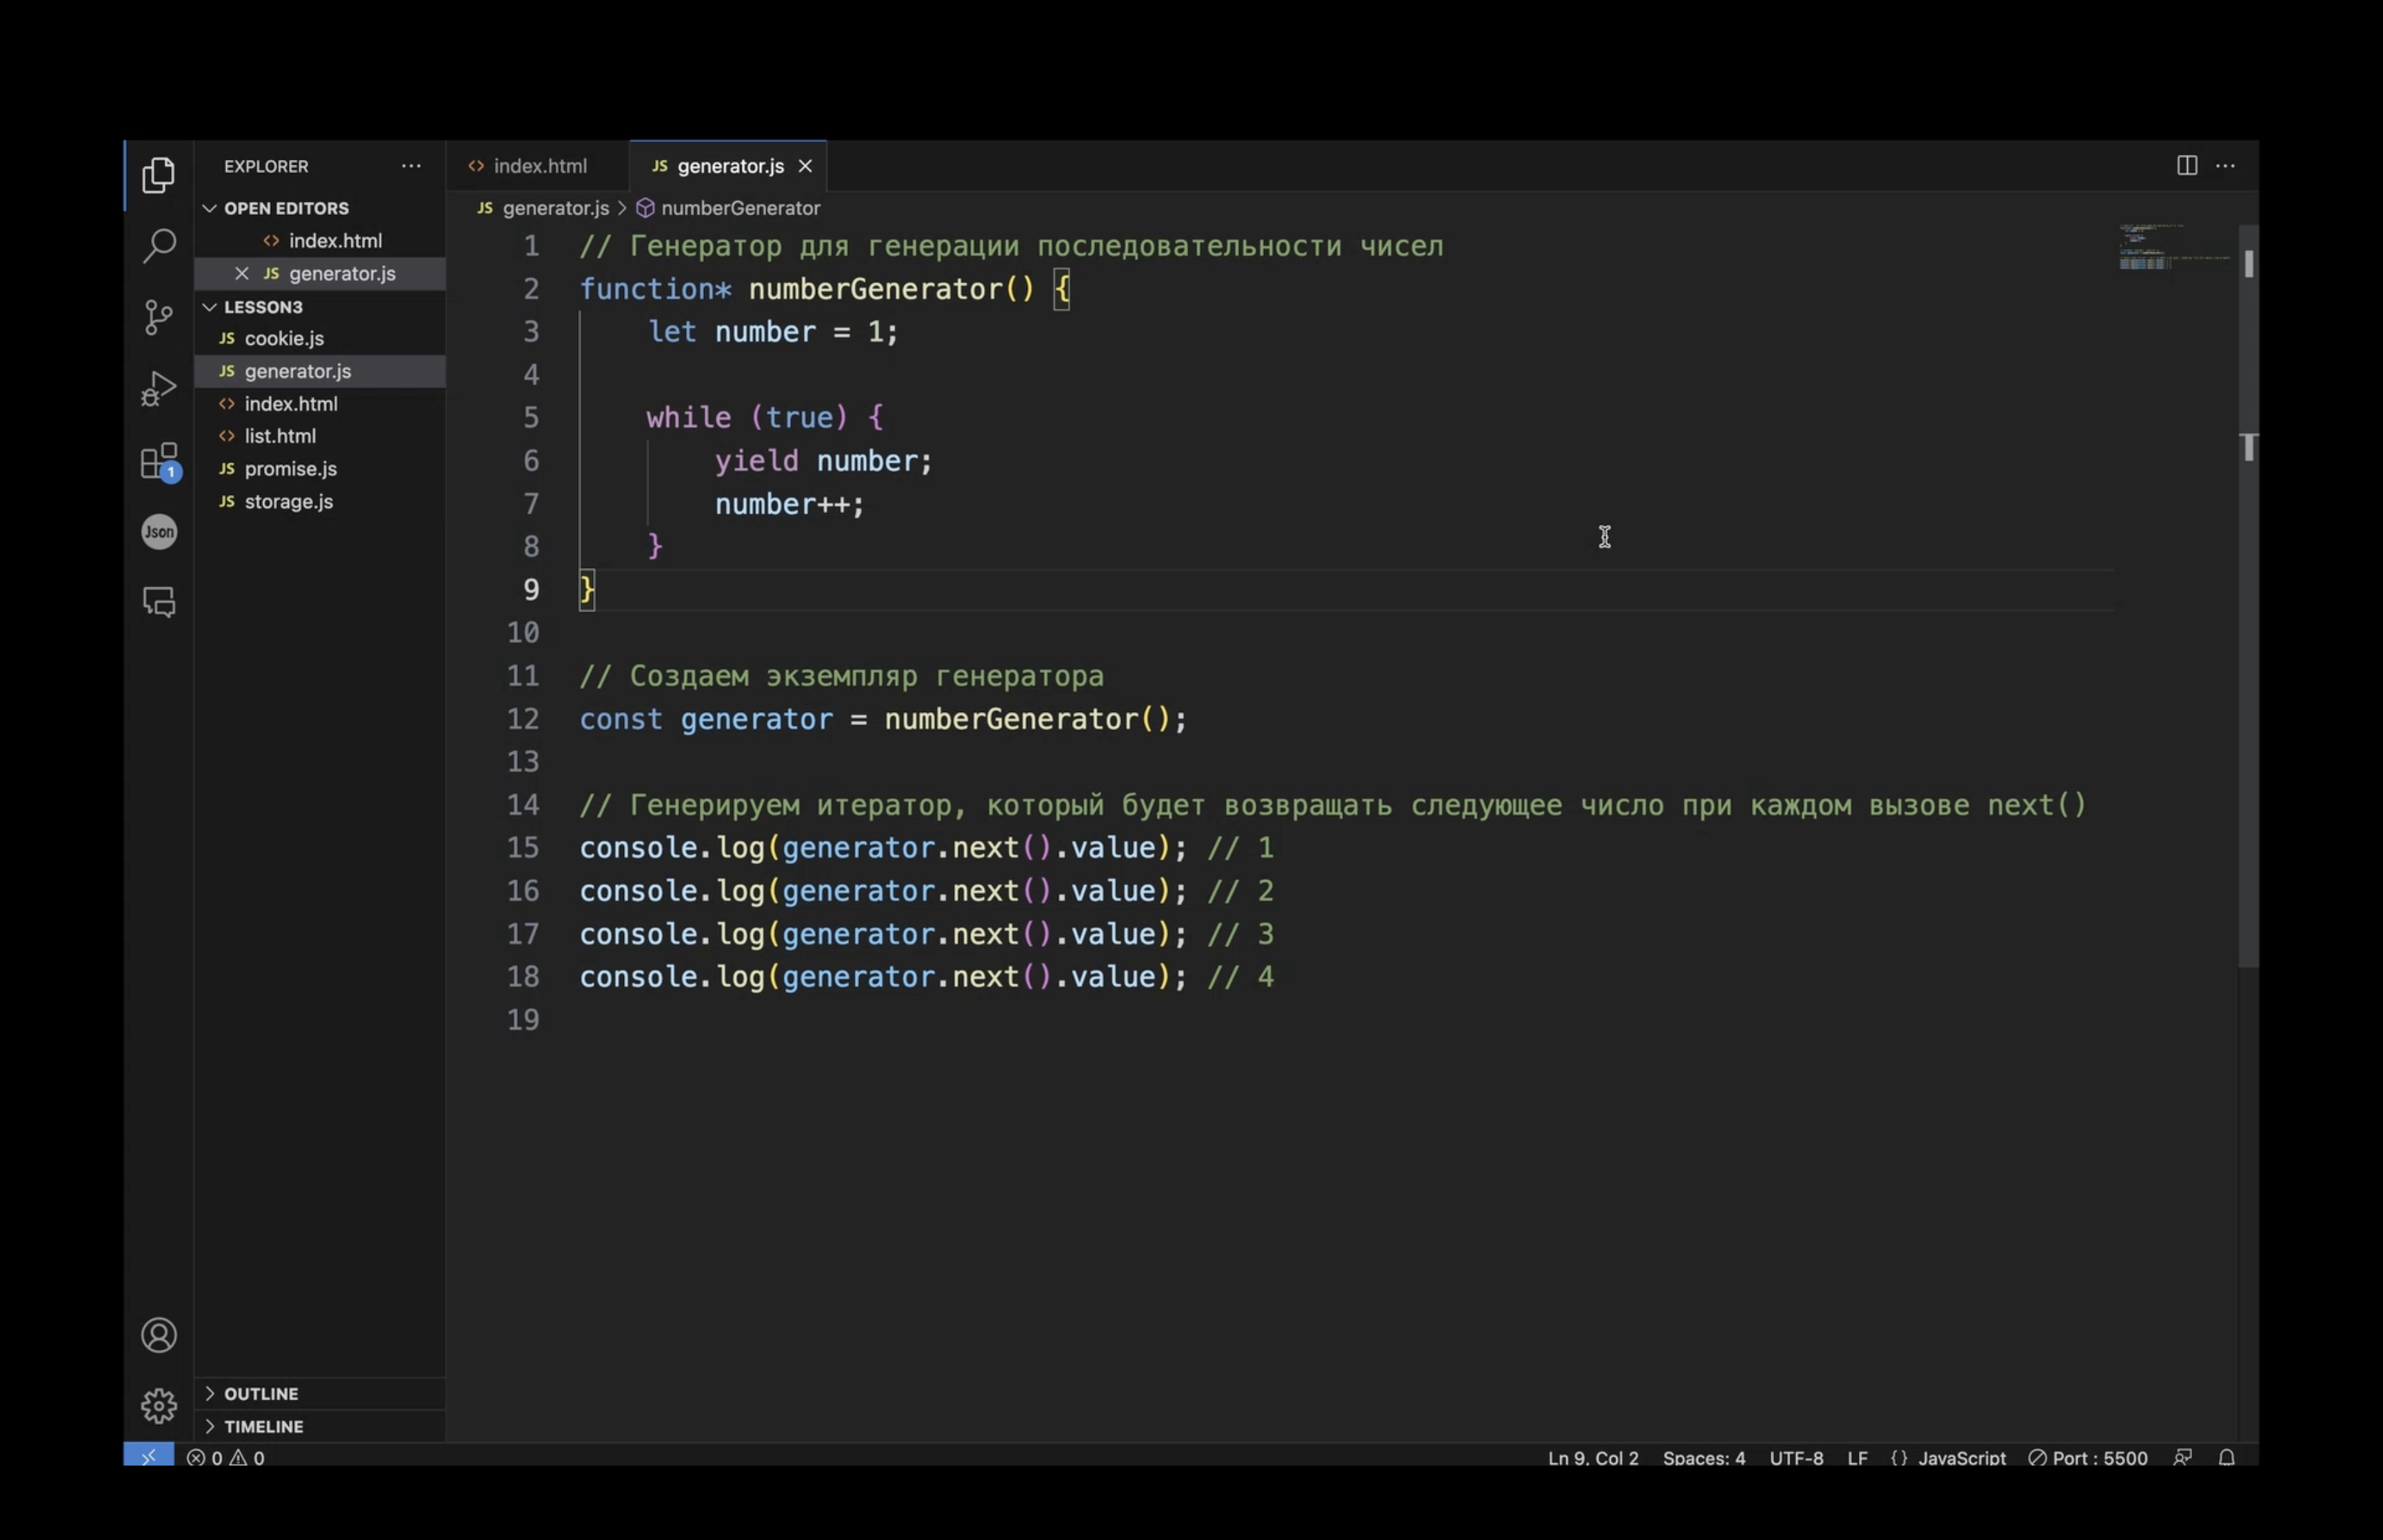 EXPLORER
index.html
generator.js
OPEN EDITORS
index.html
JS generator.js
LESSON3
JS cookie.js
JS generator.js
index.html
list.html
JS promise.js
JS storage.js
1
Json
OUTLINE
TIMELINE
JS generator.js
JS generator.js > numberGenerator
1 // Генератор для генерации последовательности чисел
2 function* numberGenerator() {
3 let number = 1;
4
5 while (true) {
6 yield number;
7 number++;
8 }
9 }
10
11 // Создаем экземпляр генератора
12 const generator = numberGenerator();
13
14 // Генерируем итератор, который будет возвращать следующее число при каждом вызове next()
15 console.log(generator.next().value); // 1
16 console.log(generator.next().value); // 2
17 console.log(generator.next().value); // 3
18 console.log(generator.next().value); // 4
19
0 0
Ln 9, Col 2 Spaces: 4 UTF-8 LF {} JavaScript Port : 5500